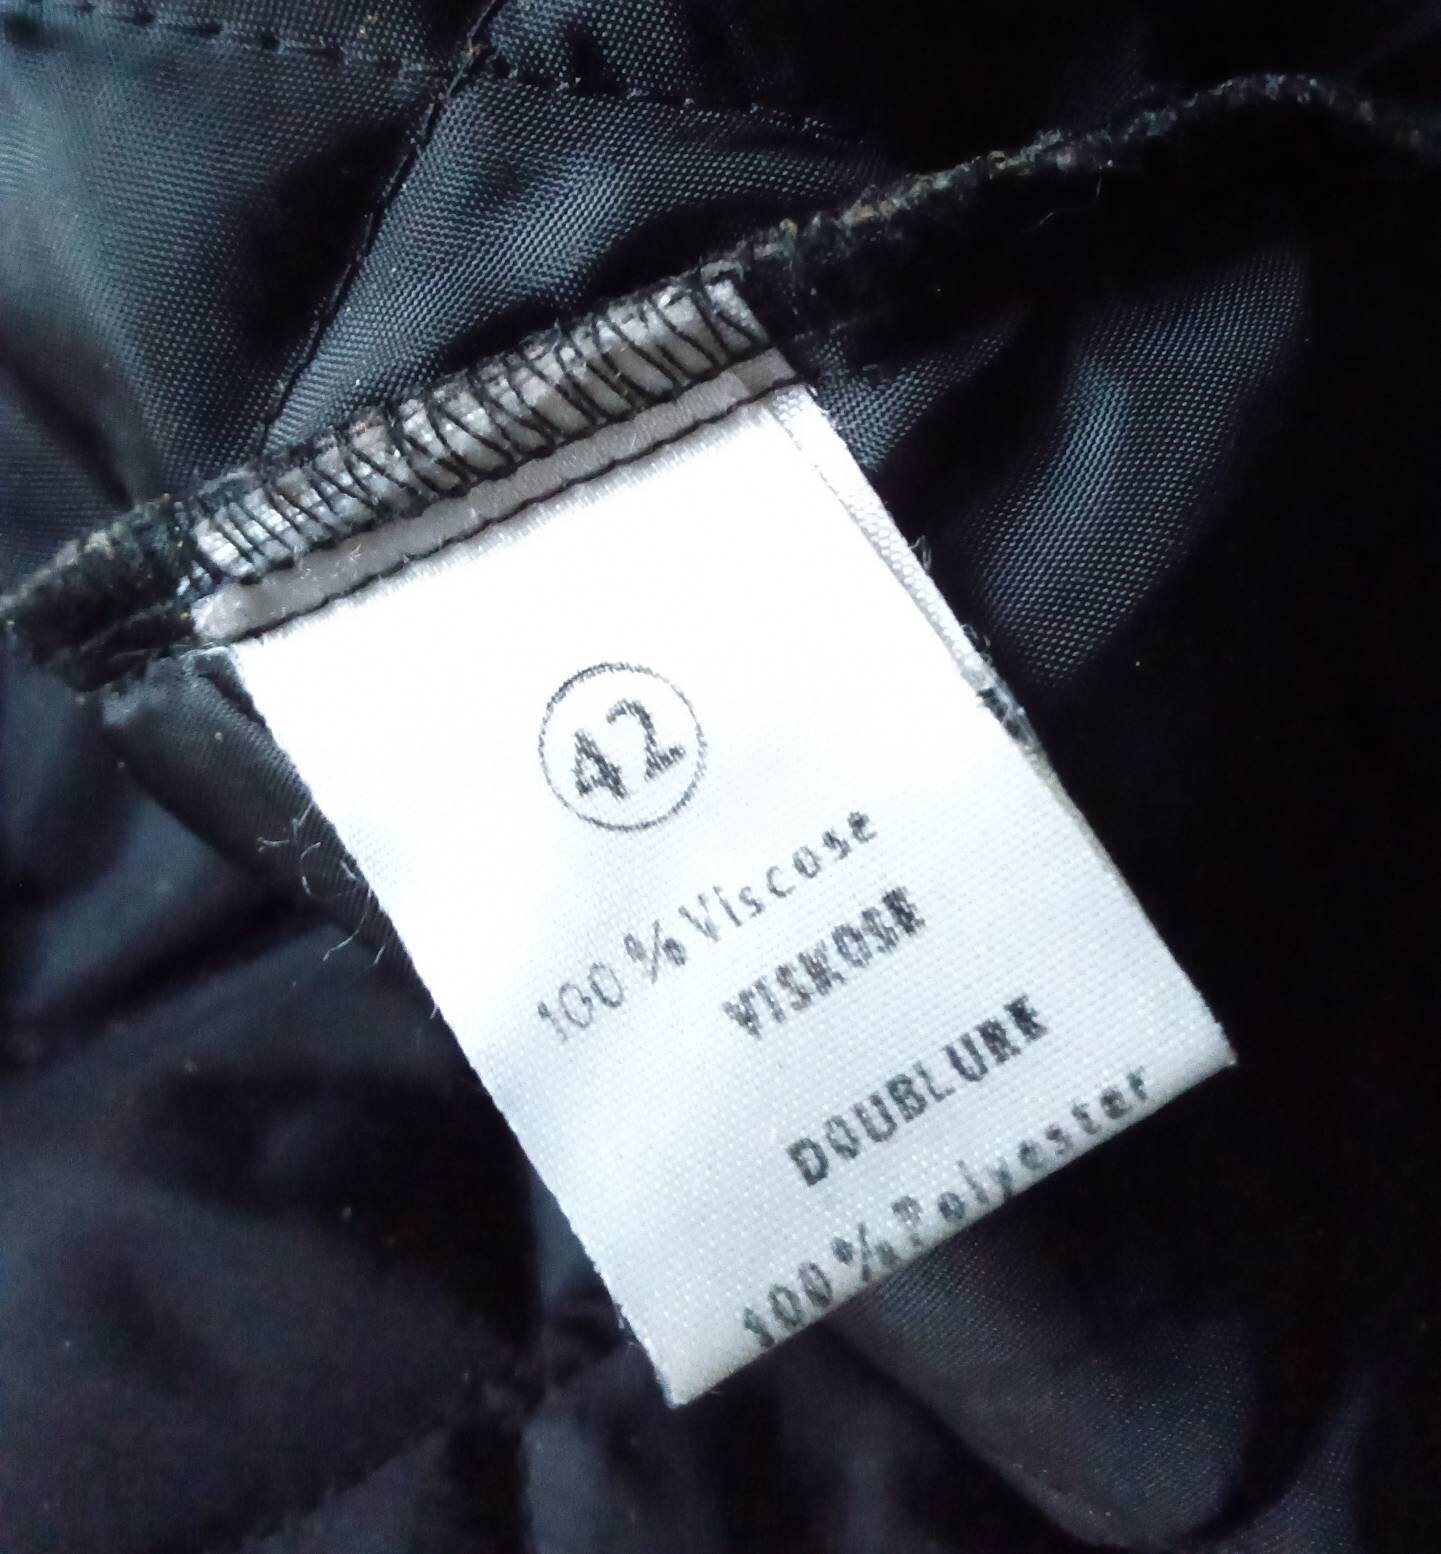 42
100 % Viscose
VISKOSE
DOUBLURE
100 % Polyester